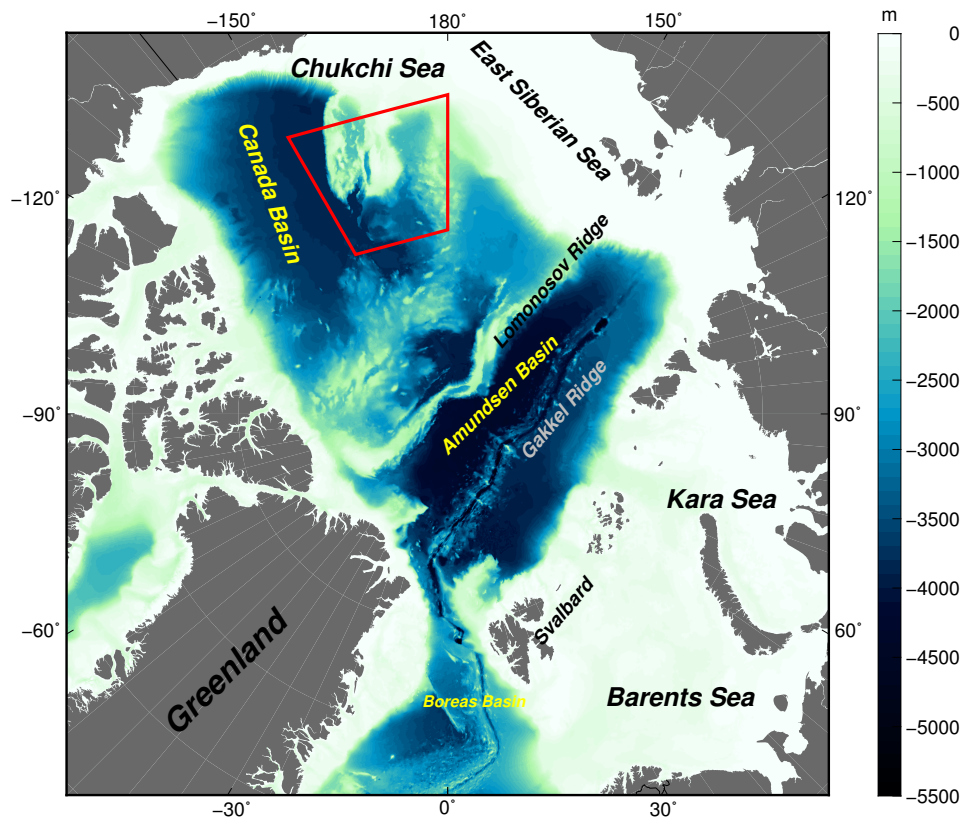 −150˚
180˚
150˚
m
0
Chukchi Sea
East Siberian Sea
−500
Canada Basin
−1000
−120˚
120˚
−1500
Lomonosov Ridge
−2000
−2500
Amundsen Basin
Gakkel Ridge
−90˚
90˚
−3000
Kara Sea
−3500
−4000
Svalbard
−60˚
60˚
Greenland
−4500
Boreas Basin
Barents Sea
−5000
−5500
−30˚
0˚
30˚